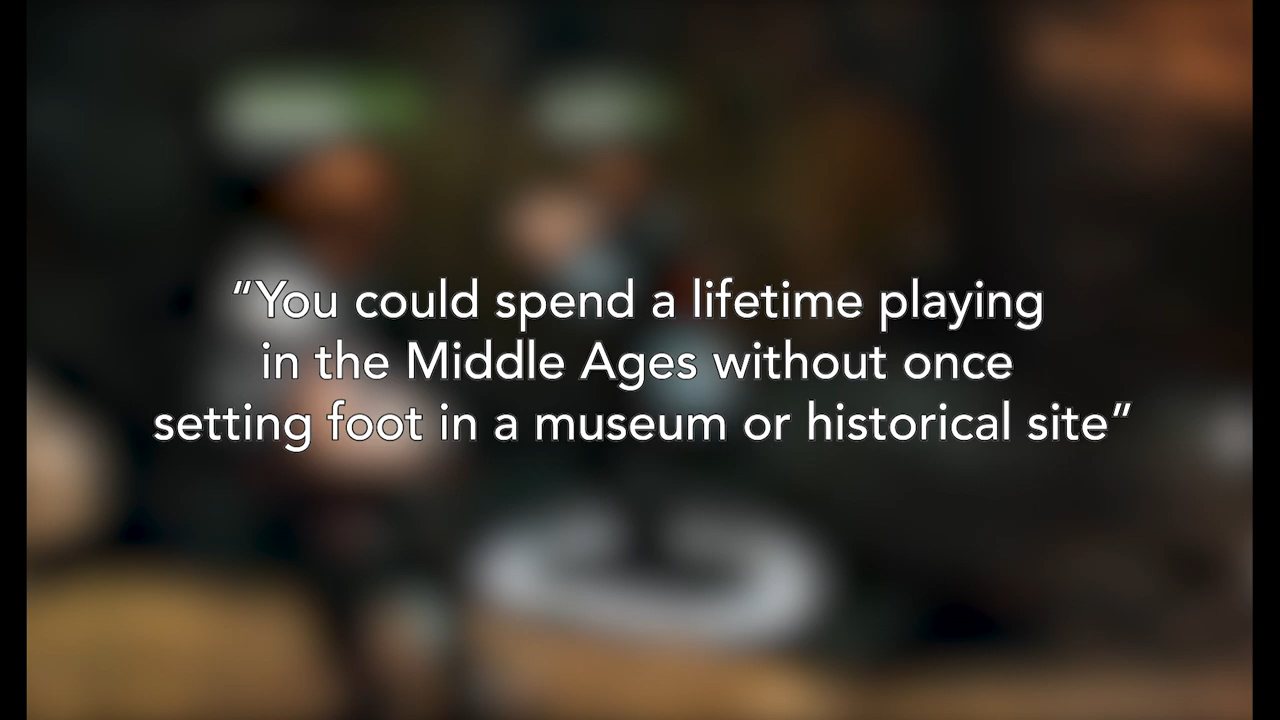 “You could spend a lifetime playing
in the Middle Ages without once
setting foot in a museum or historical site”